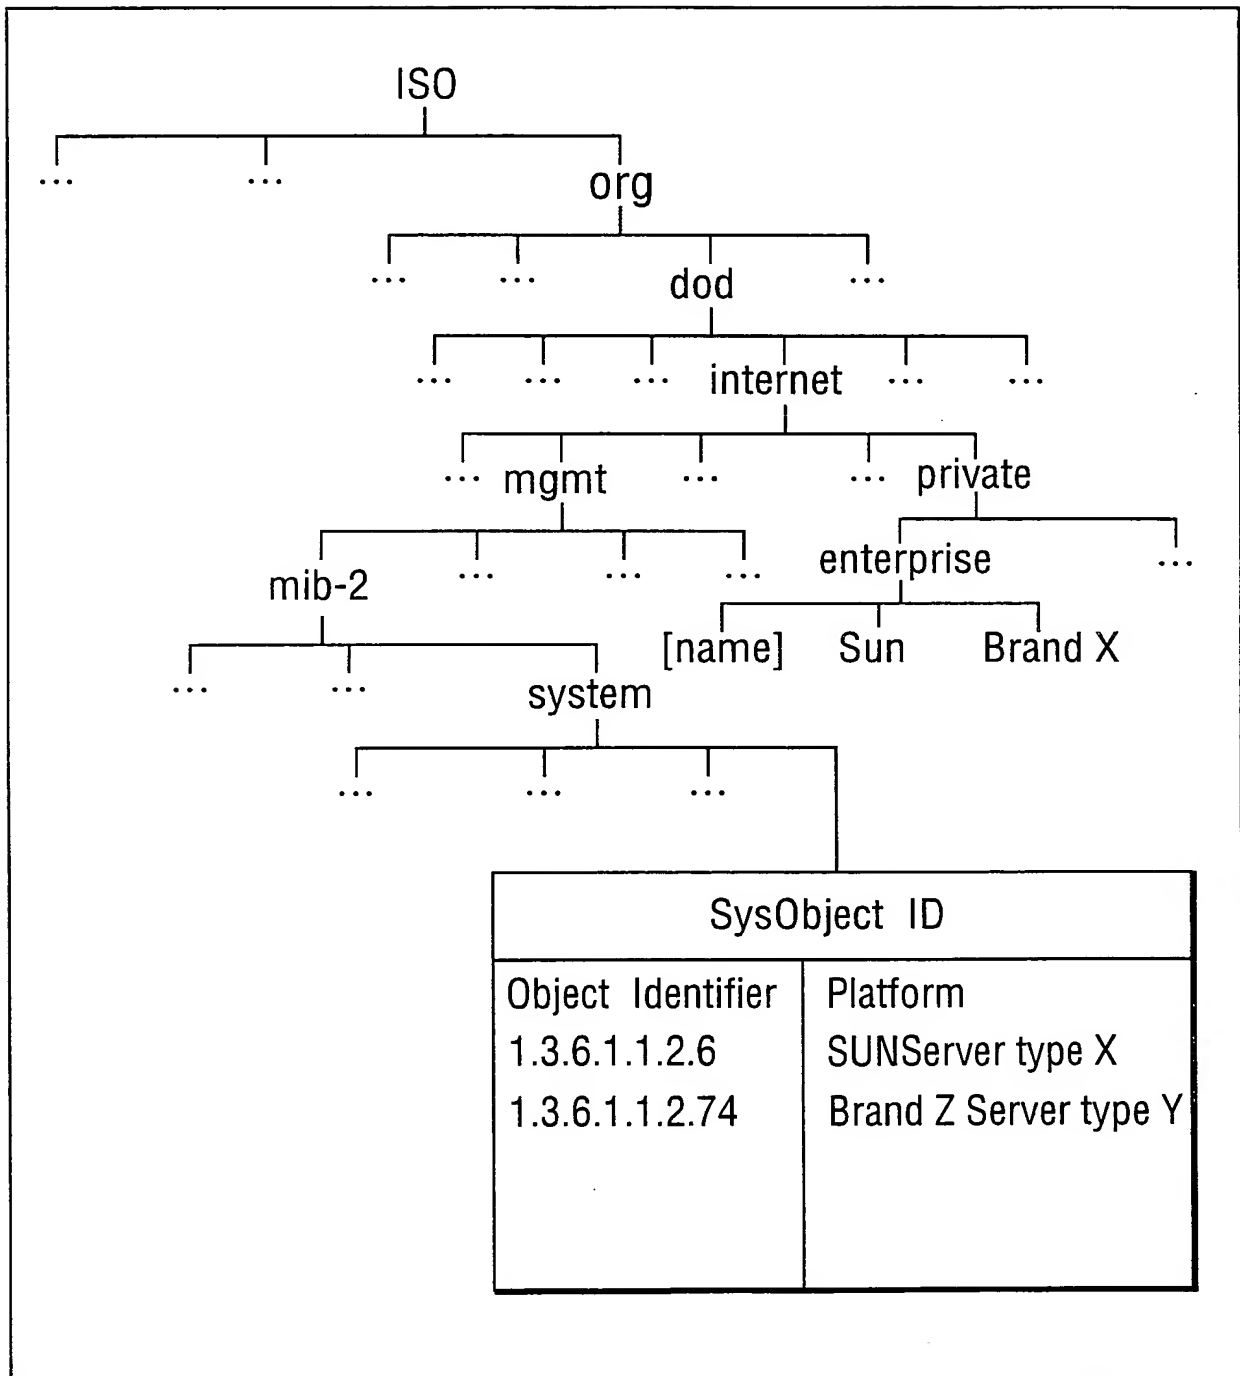 ISO
... ... org
... ... dod ...
... ... ... internet ... ...
... mgmt ... ... private
mib-2 ... ... ... enterprise ...
[name] Sun Brand X
... ... system
... ... ...
SysObject ID
Object Identifier Platform
1.3.6.1.1.2.6 SUNServer type X
1.3.6.1.1.2.74 Brand Z Server type Y